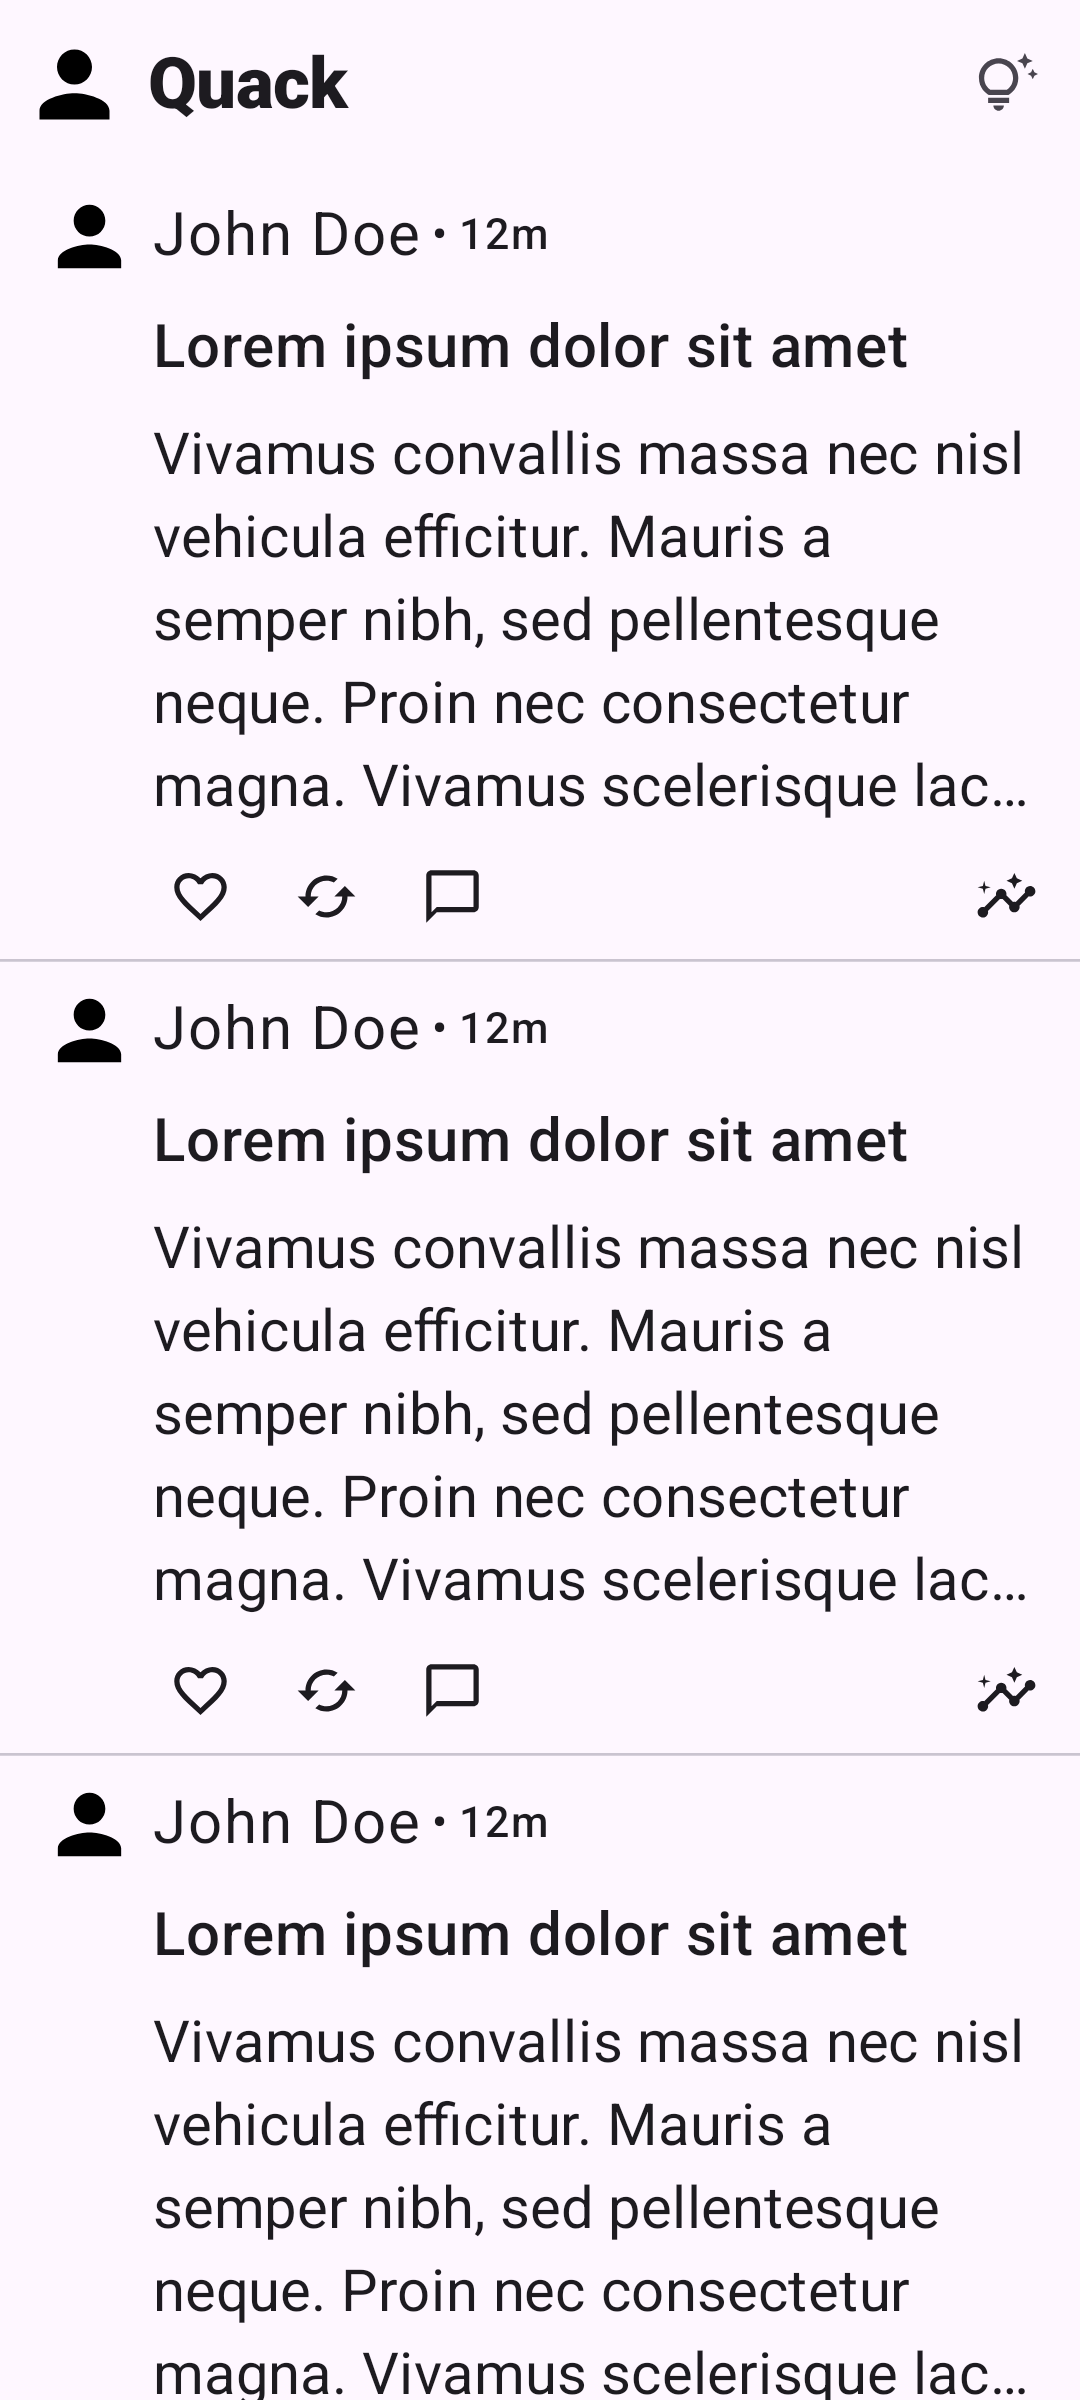 Quack
John Doe • 12m
Lorem ipsum dolor sit amet
Vivamus convallis massa nec nisl
vehicula efficitur. Mauris a
semper nibh, sed pellentesque
neque. Proin nec consectetur
magna. Vivamus scelerisque lac…
John Doe • 12m
Lorem ipsum dolor sit amet
Vivamus convallis massa nec nisl
vehicula efficitur. Mauris a
semper nibh, sed pellentesque
neque. Proin nec consectetur
magna. Vivamus scelerisque lac…
John Doe • 12m
Lorem ipsum dolor sit amet
Vivamus convallis massa nec nisl
vehicula efficitur. Mauris a
semper nibh, sed pellentesque
neque. Proin nec consectetur
magna. Vivamus scelerisque lac…